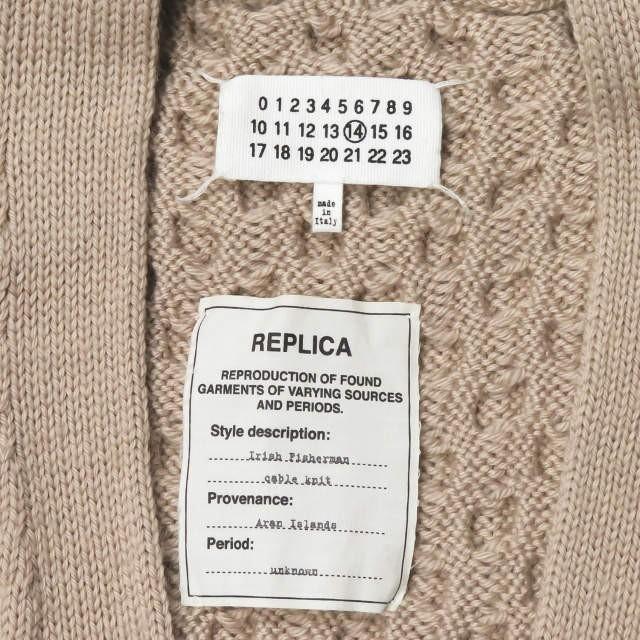 0 1 2 3 4 5 6 7 8 9
10 11 12 13 14 15 16
17 18 19 20 21 22 23
made
in
Italy
REPLICA
REPRODUCTION OF FOUND
GARMENTS OF VARYING SOURCES
AND PERIODS.
Style description:
Irish Fisherman
cable knit
Provenance:
Aran Islands
Period:
unknown